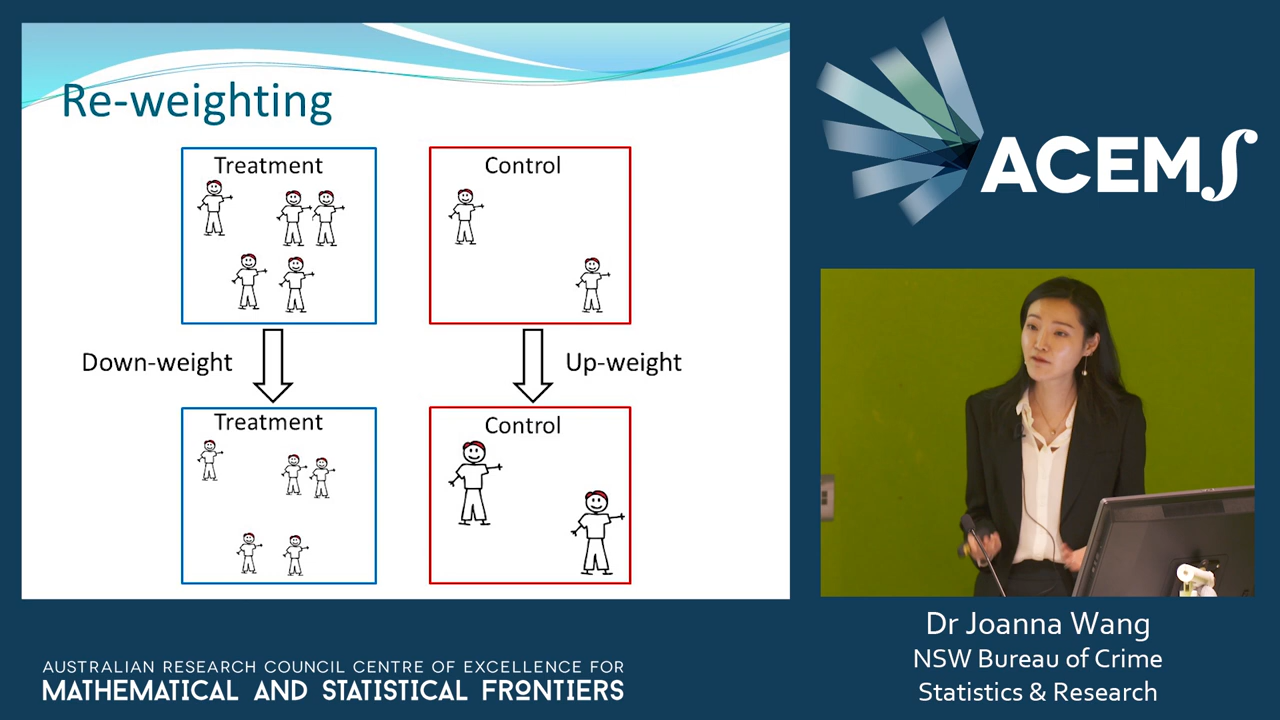 Re-weighting
Treatment
Control
Down-weight
Up-weight
Treatment
Control
ACEMS
Dr Joanna Wang
NSW Bureau of Crime
Statistics & Research
AUSTRALIAN RESEARCH COUNCIL CENTRE OF EXCELLENCE FOR
MATHEMATICAL AND STATISTICAL FRONTIERS